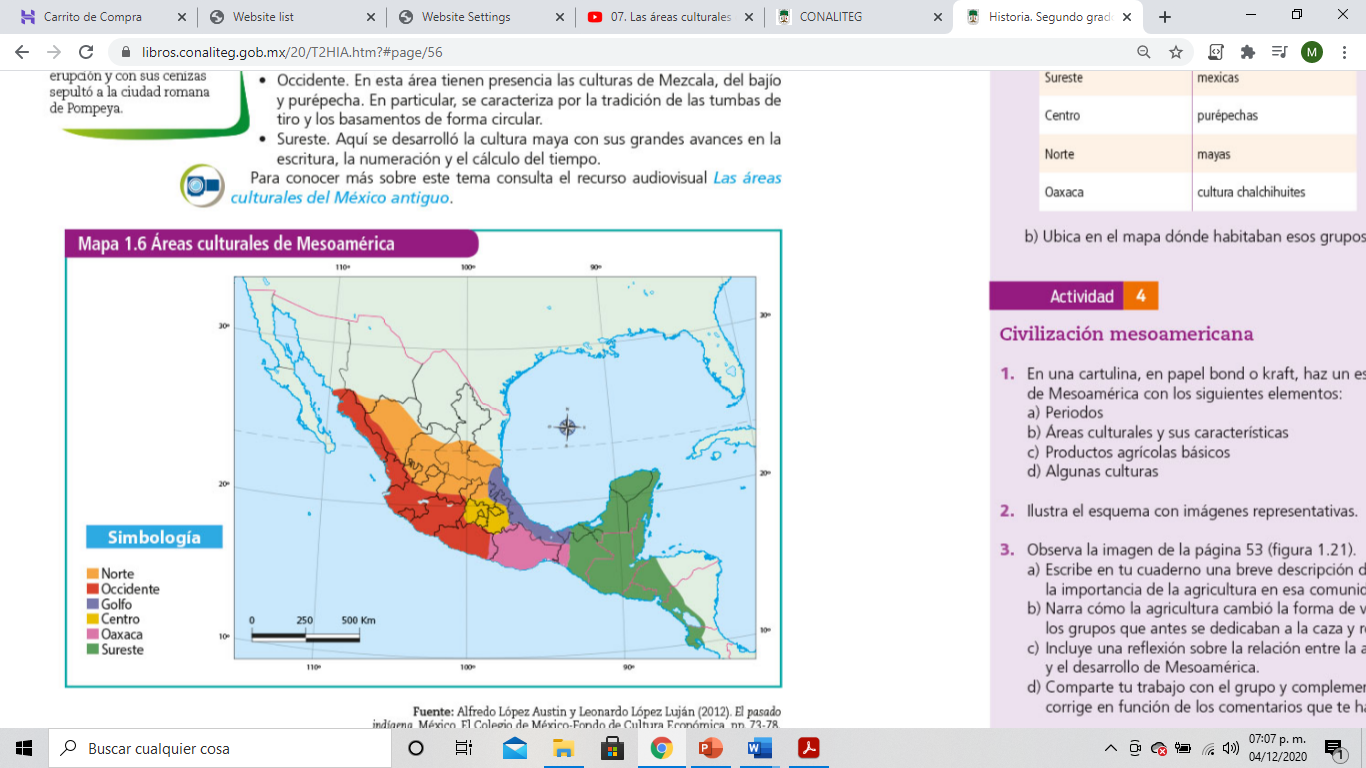 Carrito de Compra
Website list
Website Settings
07. Las áreas culturales
CONALITEG
Historia. Segundo grad
libros.conaliteg.gob.mx/20/T2HIA.htm?#page/56
M
erupción y con sus cenizas
sepultó a la ciudad romana
de Pompeya.
• Occidente. En esta área tienen presencia las culturas de Mezcala, del bajío
y purépecha. En particular, se caracteriza por la tradición de las tumbas de
tiro y los basamentos de forma circular.
• Sureste. Aquí se desarrolló la cultura maya con sus grandes avances en la
escritura, la numeración y el cálculo del tiempo.
Para conocer más sobre este tema consulta el recurso audiovisual Las áreas
culturales del México antiguo.
Mapa 1.6 Áreas culturales de Mesoamérica
110° 100° 90°
30° 30°
20° 20°
10° 10°
110° 100° 90°
Simbología
Norte
Occidente
Golfo
Centro
Oaxaca
Sureste
0 250 500 Km
Fuente: Alfredo López Austin y Leonardo López Luján (2012). El pasado
indígena. México, El Colegio de México-Fondo de Cultura Económica, pp. 73-78.
Sureste mexicas
Centro purépechas
Norte mayas
Oaxaca cultura chalchihuites
b) Ubica en el mapa dónde habitaban esos grupos
Actividad 4
Civilización mesoamericana
1. En una cartulina, en papel bond o kraft, haz un es
de Mesoamérica con los siguientes elementos:
a) Periodos
b) Áreas culturales y sus características
c) Productos agrícolas básicos
d) Algunas culturas
2. Ilustra el esquema con imágenes representativas.
3. Observa la imagen de la página 53 (figura 1.21).
a) Escribe en tu cuaderno una breve descripción d
la importancia de la agricultura en esa comunid
b) Narra cómo la agricultura cambió la forma de v
los grupos que antes se dedicaban a la caza y r
c) Incluye una reflexión sobre la relación entre la a
y el desarrollo de Mesoamérica.
d) Comparte tu trabajo con el grupo y complemen
corrige en función de los comentarios que te ha
Buscar cualquier cosa
07:07 p. m.
04/12/2020
1